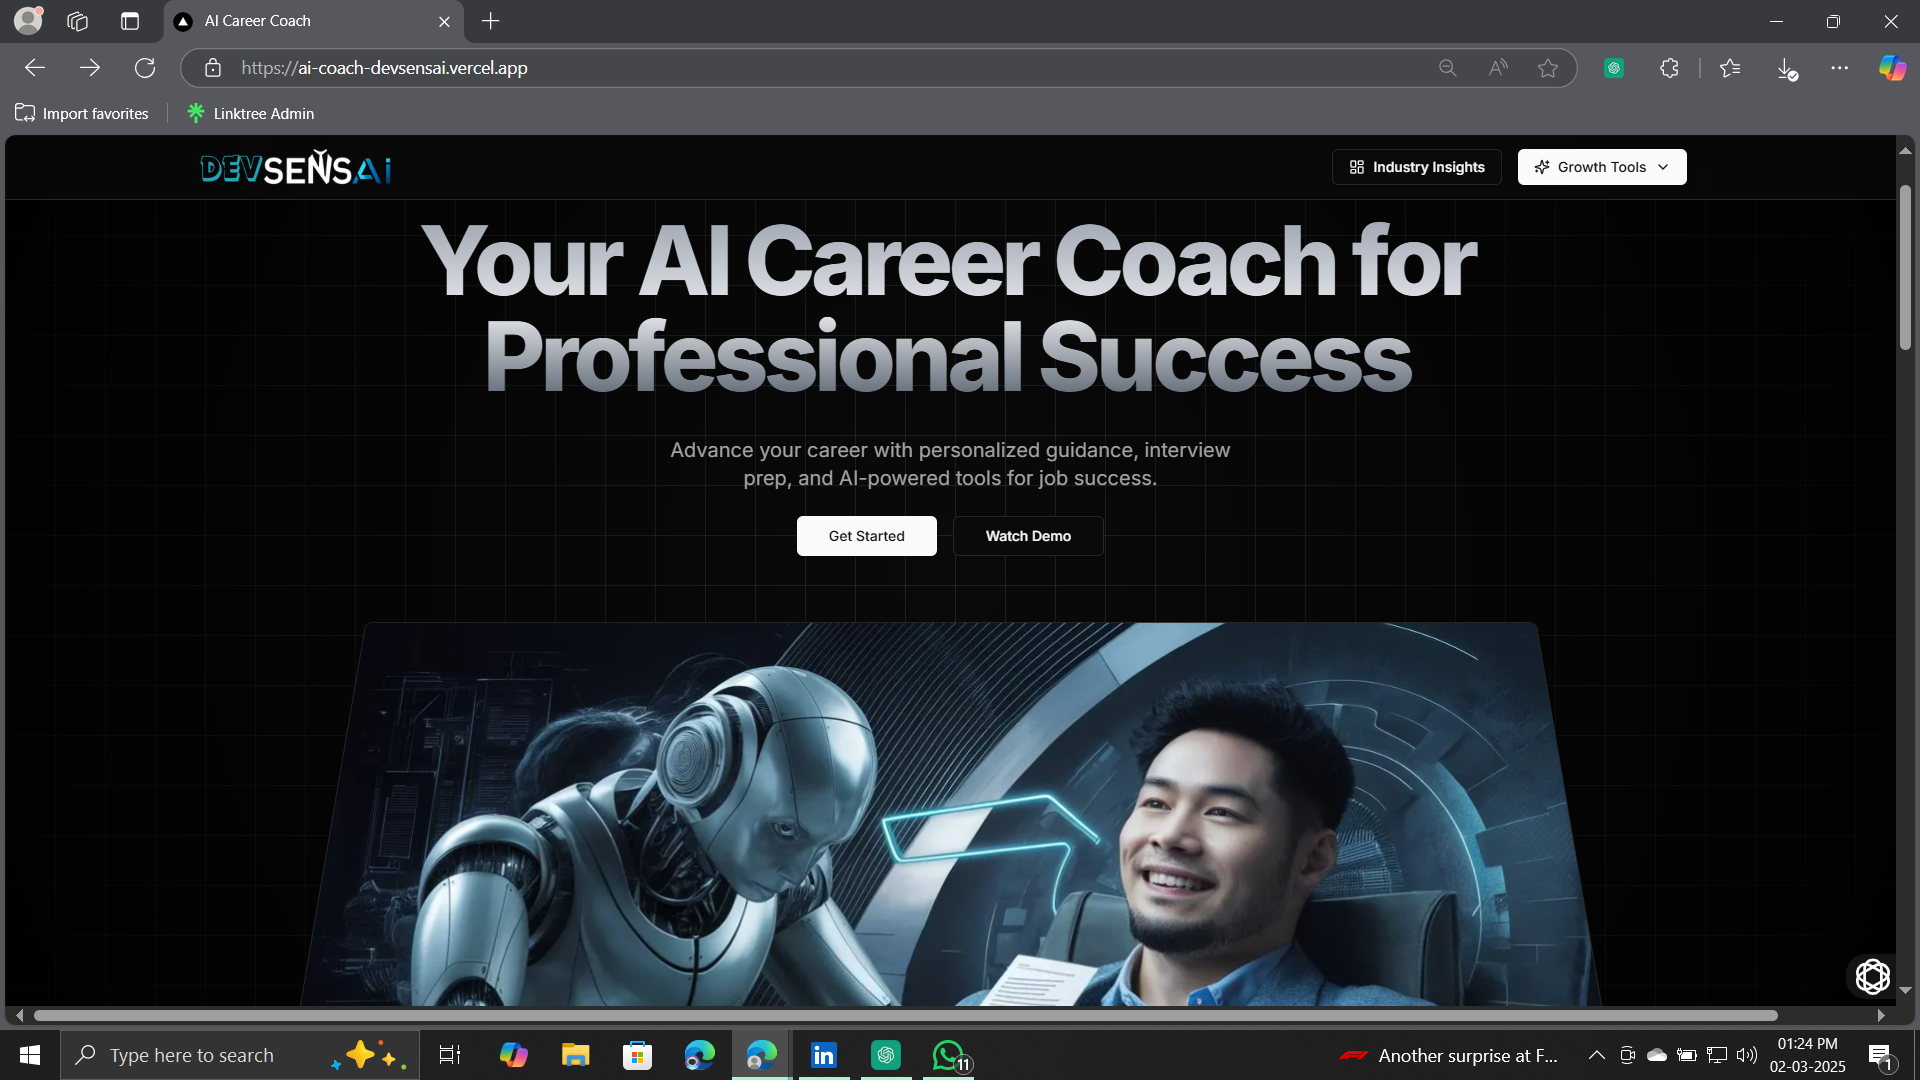 AI Career Coach
https://ai-coach-devsensai.vercel.app
Import favorites
Linktree Admin
DEVSENSAi
Industry Insights
Growth Tools
Your AI Career Coach for
Professional Success
Advance your career with personalized guidance, interview
prep, and AI-powered tools for job success.
Get Started
Watch Demo
Type here to search
11
Another surprise at F...
01:24 PM
02-03-2025
1